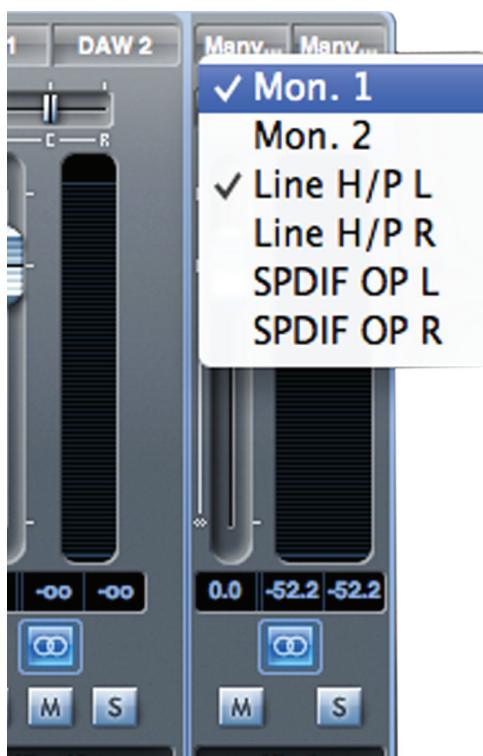 1 DAW 2 Many... Many...
✓ Mon. 1
Mon. 2
✓ Line H/P L
Line H/P R
SPDIF OP L
SPDIF OP R
C R
-oo -oo 0.0 -52.2 -52.2
M S M S